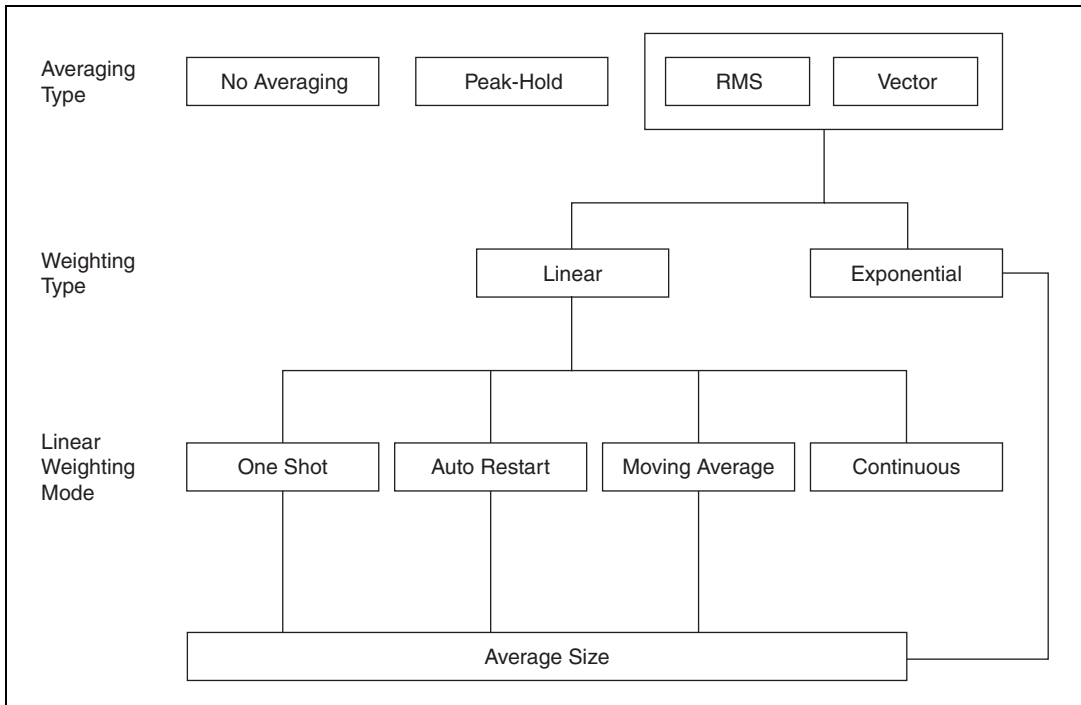 Averaging
Type
No Averaging
Peak-Hold
RMS
Vector
Weighting
Type
Linear
Exponential
Linear
Weighting
Mode
One Shot
Auto Restart
Moving Average
Continuous
Average Size